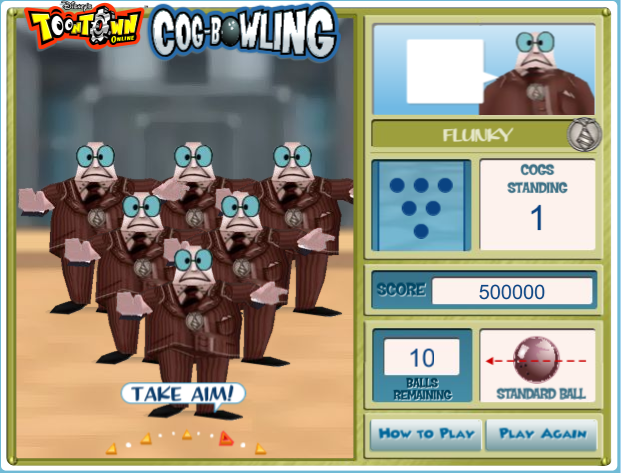 Disney's
TOONTOWN
ONLINE
COG-BOWLING
FLUNKY
COGS
STANDING
1
SCORE 500000
10
BALLS
REMAINING
STANDARD BALL
TAKE AIM!
HOW TO PLAY
PLAY AGAIN